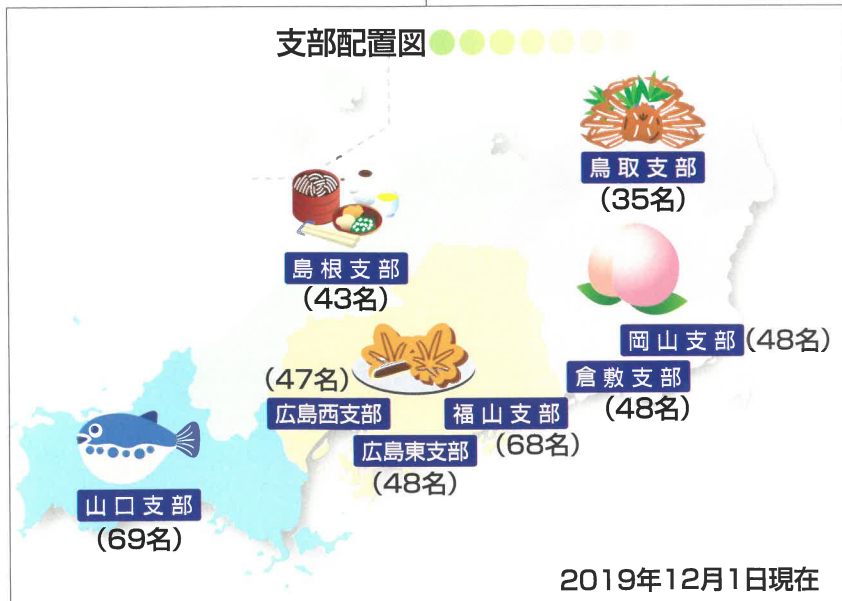 支部配置図
鳥取支部
(35名)
島根支部
(43名)
岡山支部(48名)
倉敷支部
(48名)
(47名)
広島西支部
福山支部
(68名)
広島東支部
(48名)
山口支部
(69名)
2019年12月1日現在